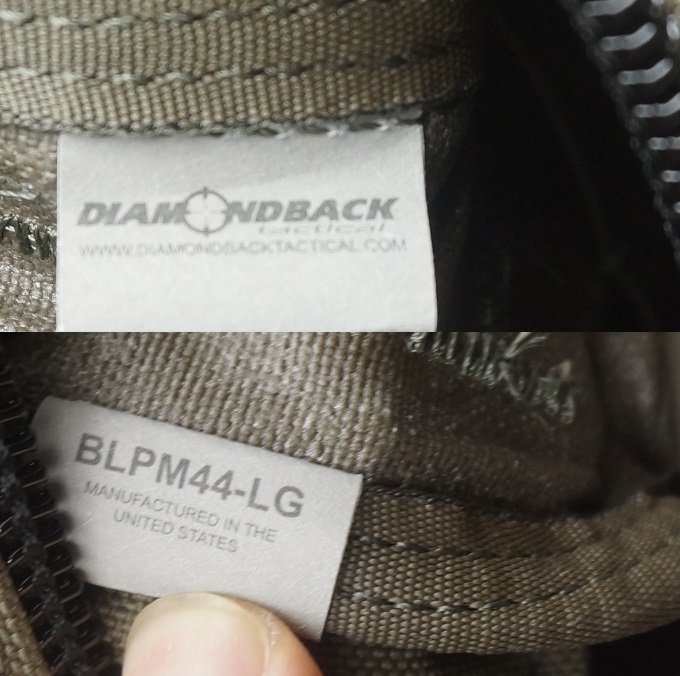 DIAMONDBACK
tactical
WWW.DIAMONDBACKTACTICAL.COM
BLPM44-LG
MANUFACTURED IN THE
UNITED STATES